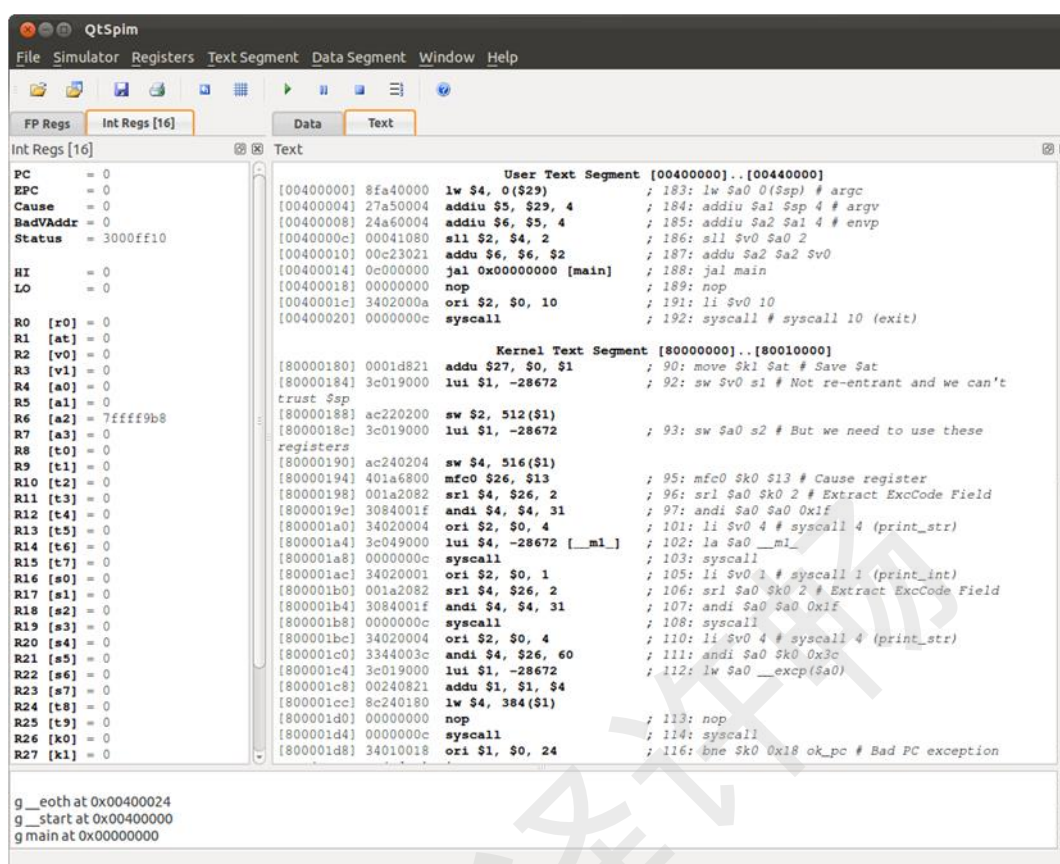 QtSpim
File Simulator Registers Text Segment Data Segment Window Help
FP Regs Int Regs [16] Data Text
Int Regs [16]
PC = 0
EPC = 0
Cause = 0
BadVAddr = 0
Status = 3000ff10
HI = 0
LO = 0
R0 [r0] = 0
R1 [at] = 0
R2 [v0] = 0
R3 [v1] = 0
R4 [a0] = 0
R5 [a1] = 0
R6 [a2] = 7ffff9b8
R7 [a3] = 0
R8 [t0] = 0
R9 [t1] = 0
R10 [t2] = 0
R11 [t3] = 0
R12 [t4] = 0
R13 [t5] = 0
R14 [t6] = 0
R15 [t7] = 0
R16 [s0] = 0
R17 [s1] = 0
R18 [s2] = 0
R19 [s3] = 0
R20 [s4] = 0
R21 [s5] = 0
R22 [s6] = 0
R23 [s7] = 0
R24 [t8] = 0
R25 [t9] = 0
R26 [k0] = 0
R27 [k1] = 0
Text
User Text Segment [00400000]..[00440000]
[00400000] 8fa40000 lw $4, 0($29) ; 183: lw $a0 0($sp) # argc
[00400004] 27a50004 addiu $5, $29, 4 ; 184: addiu $a1 $sp 4 # argv
[00400008] 24a60004 addiu $6, $5, 4 ; 185: addiu $a2 $a1 4 # envp
[0040000c] 00041080 sll $2, $4, 2 ; 186: sll $v0 $a0 2
[00400010] 00c23021 addu $6, $6, $2 ; 187: addu $a2 $a2 $v0
[00400014] 0c000000 jal 0x00000000 [main] ; 188: jal main
[00400018] 00000000 nop ; 189: nop
[0040001c] 3402000a ori $2, $0, 10 ; 191: li $v0 10
[00400020] 0000000c syscall ; 192: syscall # syscall 10 (exit)
Kernel Text Segment [80000000]..[80010000]
[80000180] 0001d821 addu $27, $0, $1 ; 90: move $k1 $at # Save $at
[80000184] 3c019000 lui $1, -28672 ; 92: sw $v0 s1 # Not re-entrant and we can't
trust $sp
[80000188] ac220200 sw $2, 512($1)
[8000018c] 3c019000 lui $1, -28672 ; 93: sw $a0 s2 # But we need to use these
registers
[80000190] ac240204 sw $4, 516($1)
[80000194] 401a6800 mfc0 $26, $13 ; 95: mfc0 $k0 $13 # Cause register
[80000198] 001a2082 srl $4, $26, 2 ; 96: srl $a0 $k0 2 # Extract ExcCode Field
[8000019c] 3084001f andi $4, $4, 31 ; 97: andi $a0 $a0 0x1f
[800001a0] 34020004 ori $2, $0, 4 ; 101: li $v0 4 # syscall 4 (print_str)
[800001a4] 3c049000 lui $4, -28672 [__m1_] ; 102: la $a0 __m1_
[800001a8] 0000000c syscall ; 103: syscall
[800001ac] 34020001 ori $2, $0, 1 ; 105: li $v0 1 # syscall 1 (print_int)
[800001b0] 001a2082 srl $4, $26, 2 ; 106: srl $a0 $k0 2 # Extract ExcCode Field
[800001b4] 3084001f andi $4, $4, 31 ; 107: andi $a0 $a0 0x1f
[800001b8] 0000000c syscall ; 108: syscall
[800001bc] 34020004 ori $2, $0, 4 ; 110: li $v0 4 # syscall 4 (print_str)
[800001c0] 3344003c andi $4, $26, 60 ; 111: andi $a0 $k0 0x3c
[800001c4] 3c019000 lui $1, -28672 ; 112: lw $a0 __excp($a0)
[800001c8] 00240821 addu $1, $1, $4
[800001cc] 8c240180 lw $4, 384($1)
[800001d0] 00000000 nop ; 113: nop
[800001d4] 0000000c syscall ; 114: syscall
[800001d8] 34010018 ori $1, $0, 24 ; 116: bne $k0 0x18 ok_pc # Bad PC exception
g __eoth at 0x00400024
g __start at 0x00400000
g main at 0x00000000